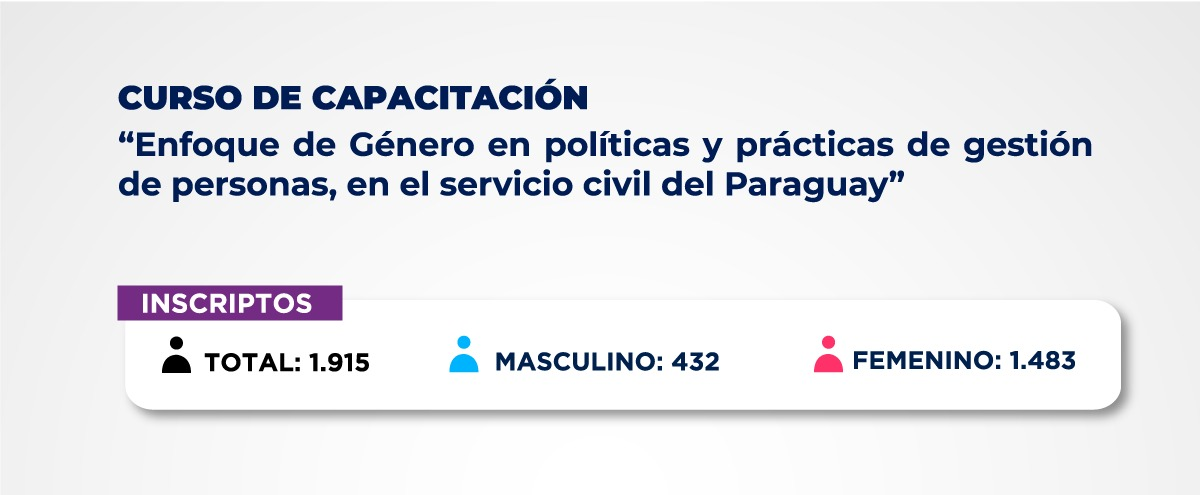 CURSO DE CAPACITACIÓN
“Enfoque de Género en políticas y prácticas de gestión
de personas, en el servicio civil del Paraguay”
INSCRIPTOS
TOTAL: 1.915
MASCULINO: 432
FEMENINO: 1.483